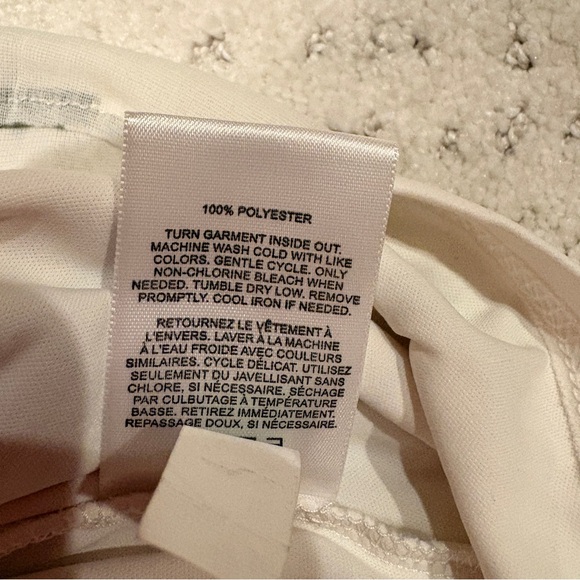 100% POLYESTER
TURN GARMENT INSIDE OUT.
MACHINE WASH COLD WITH LIKE
COLORS. GENTLE CYCLE. ONLY
NON-CHLORINE BLEACH WHEN
NEEDED. TUMBLE DRY LOW. REMOVE
PROMPTLY. COOL IRON IF NEEDED.
RETOURNEZ LE VÊTEMENT À
L'ENVERS. LAVER À LA MACHINE
À L'EAU FROIDE AVEC COULEURS
SIMILAIRES. CYCLE DÉLICAT. UTILISEZ
SEULEMENT DU JAVELLISANT SANS
CHLORE, SI NÉCESSAIRE. SÉCHAGE
PAR CULBUTAGE À TEMPÉRATURE
BASSE. RETIREZ IMMÉDIATEMENT.
REPASSAGE DOUX, SI NÉCESSAIRE.